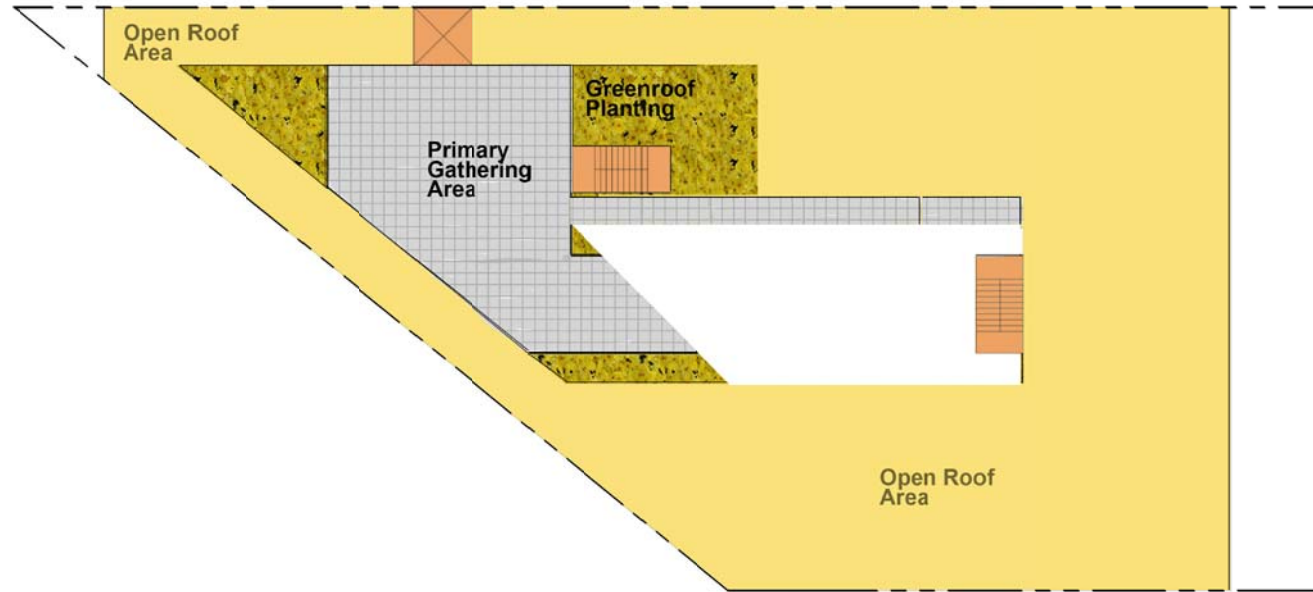 Open Roof
Area
Greenroof
Planting
Primary
Gathering
Area
Open Roof
Area